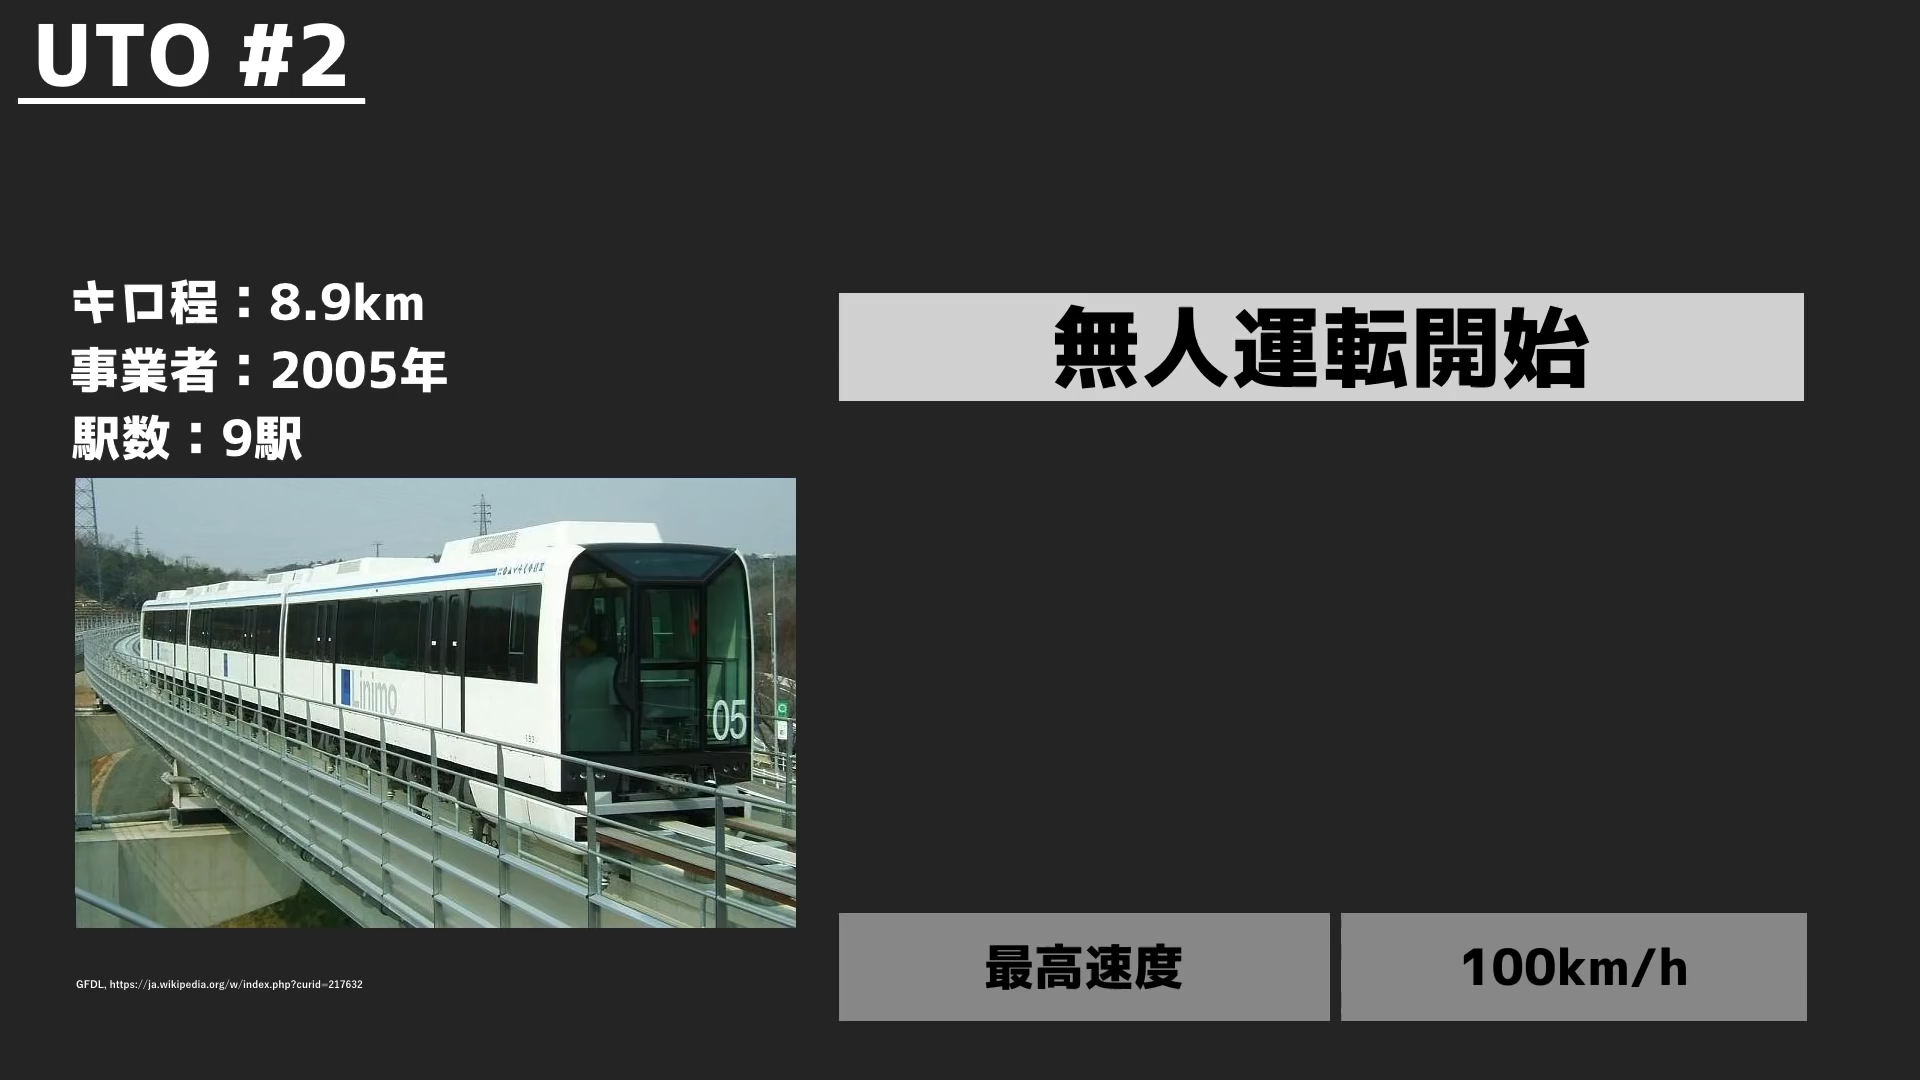 UTO #2
キロ程：8.9km
事業者：2005年
駅数：9駅
無人運転開始
Linimo
05
最高速度
100km/h
GFDL, https://ja.wikipedia.org/w/index.php?curid=217632